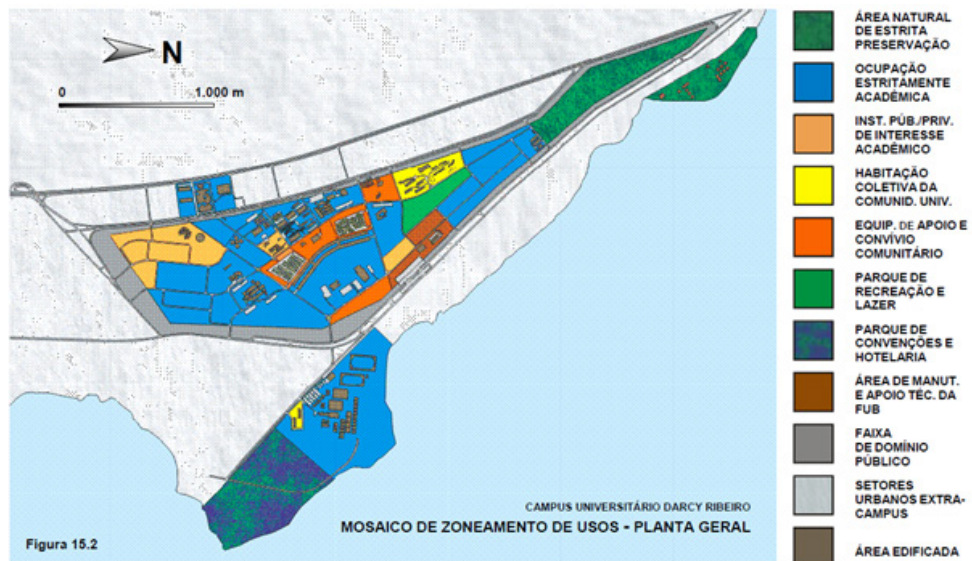 N
0 1.000 m
CAMPUS UNIVERSITÁRIO DARCY RIBEIRO
MOSAICO DE ZONEAMENTO DE USOS - PLANTA GERAL
Figura 15.2
ÁREA NATURAL
DE ESTRITA
PRESERVAÇÃO
OCUPAÇÃO
ESTRITAMENTE
ACADÊMICA
INST. PÚB./PRIV.
DE INTERESSE
ACADÊMICO
HABITAÇÃO
COLETIVA DA
COMUNID. UNIV.
EQUIP. DE APOIO E
CONVÍVIO
COMUNITÁRIO
PARQUE DE
RECREAÇÃO E
LAZER
PARQUE DE
CONVENÇÕES E
HOTELARIA
ÁREA DE MANUT.
E APOIO TÉC. DA
FUB
FAIXA
DE DOMÍNIO
PÚBLICO
SETORES
URBANOS EXTRA-
CAMPUS
ÁREA EDIFICADA